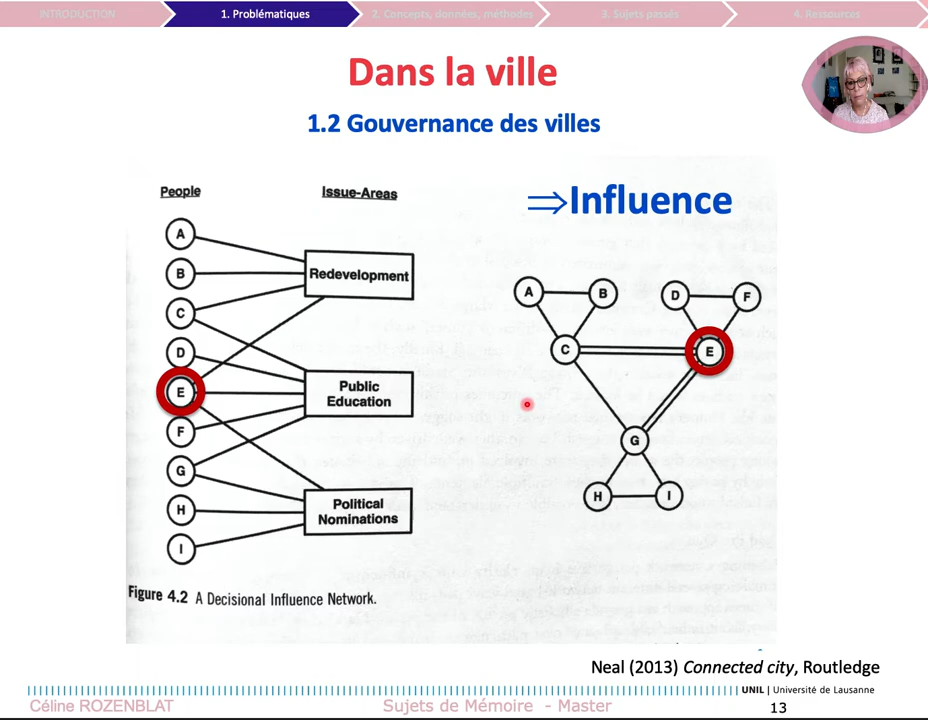 INTRODUCTION
1. Problématiques
2. Concepts, données, méthodes
3. Sujets passés
4. Ressources
Dans la ville
1.2 Gouvernance des villes
People
Issue-Areas
⇒Influence
A
B
C
D
E
F
G
H
I
Redevelopment
Public
Education
Political
Nominations
A B D F
C E
G
H I
Figure 4.2 A Decisional Influence Network.
Neal (2013) Connected city, Routledge
UNIL | Université de Lausanne
Céline ROZENBLAT
Sujets de Mémoire - Master
13